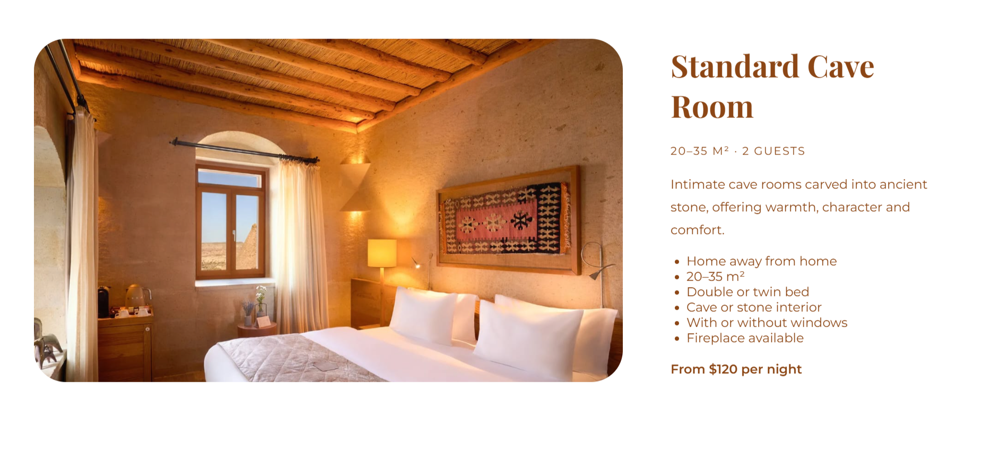 Standard Cave
Room
20–35 M² · 2 GUESTS
Intimate cave rooms carved into ancient
stone, offering warmth, character and
comfort.
• Home away from home
• 20–35 m²
• Double or twin bed
• Cave or stone interior
• With or without windows
• Fireplace available
From $120 per night